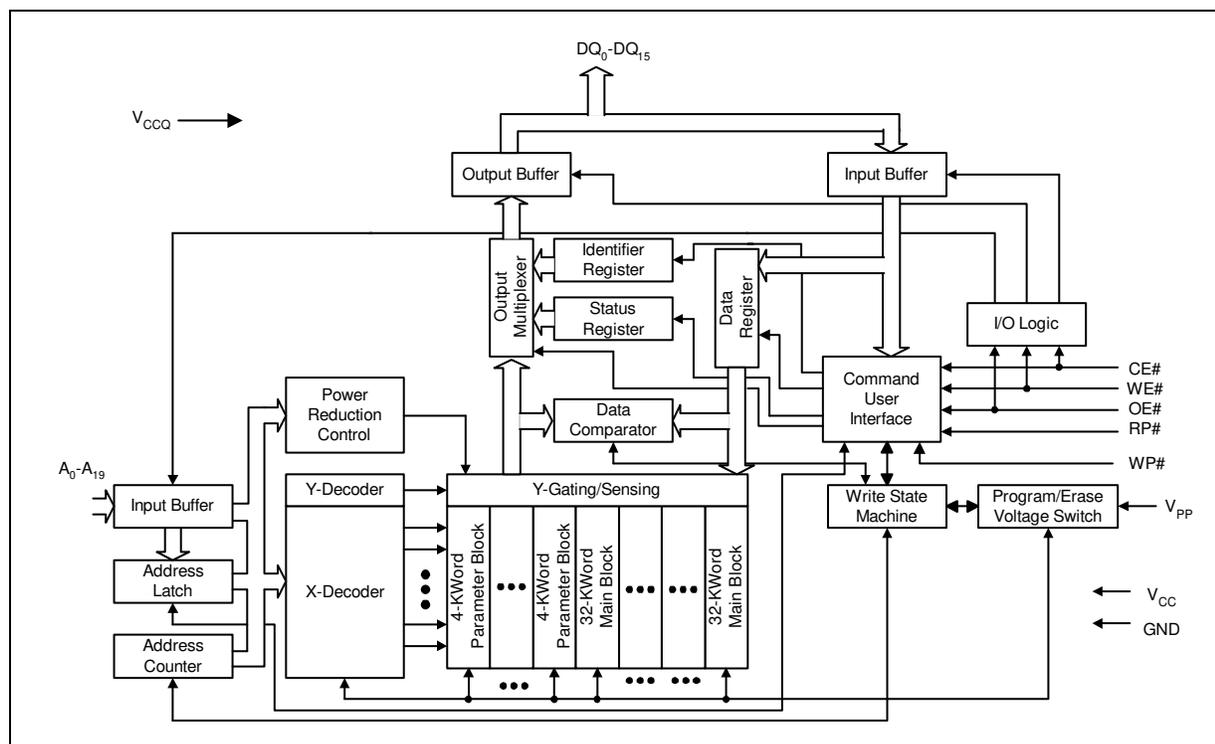 DQ₀-DQ₁₅
V_CCQ
Output Buffer
Input Buffer
Output
Multiplexer
Identifier
Register
Status
Register
Data
Register
I/O Logic
Command
User
Interface
CE#
WE#
OE#
RP#
WP#
Power
Reduction
Control
Data
Comparator
A₀-A₁₉
Input Buffer
Y-Decoder
Y-Gating/Sensing
Write State
Machine
Program/Erase
Voltage Switch
V_PP
Address
Latch
X-Decoder
4-KWord
Parameter Block
4-KWord
Parameter Block
32-KWord
Main Block
32-KWord
Main Block
Address
Counter
V_CC
GND